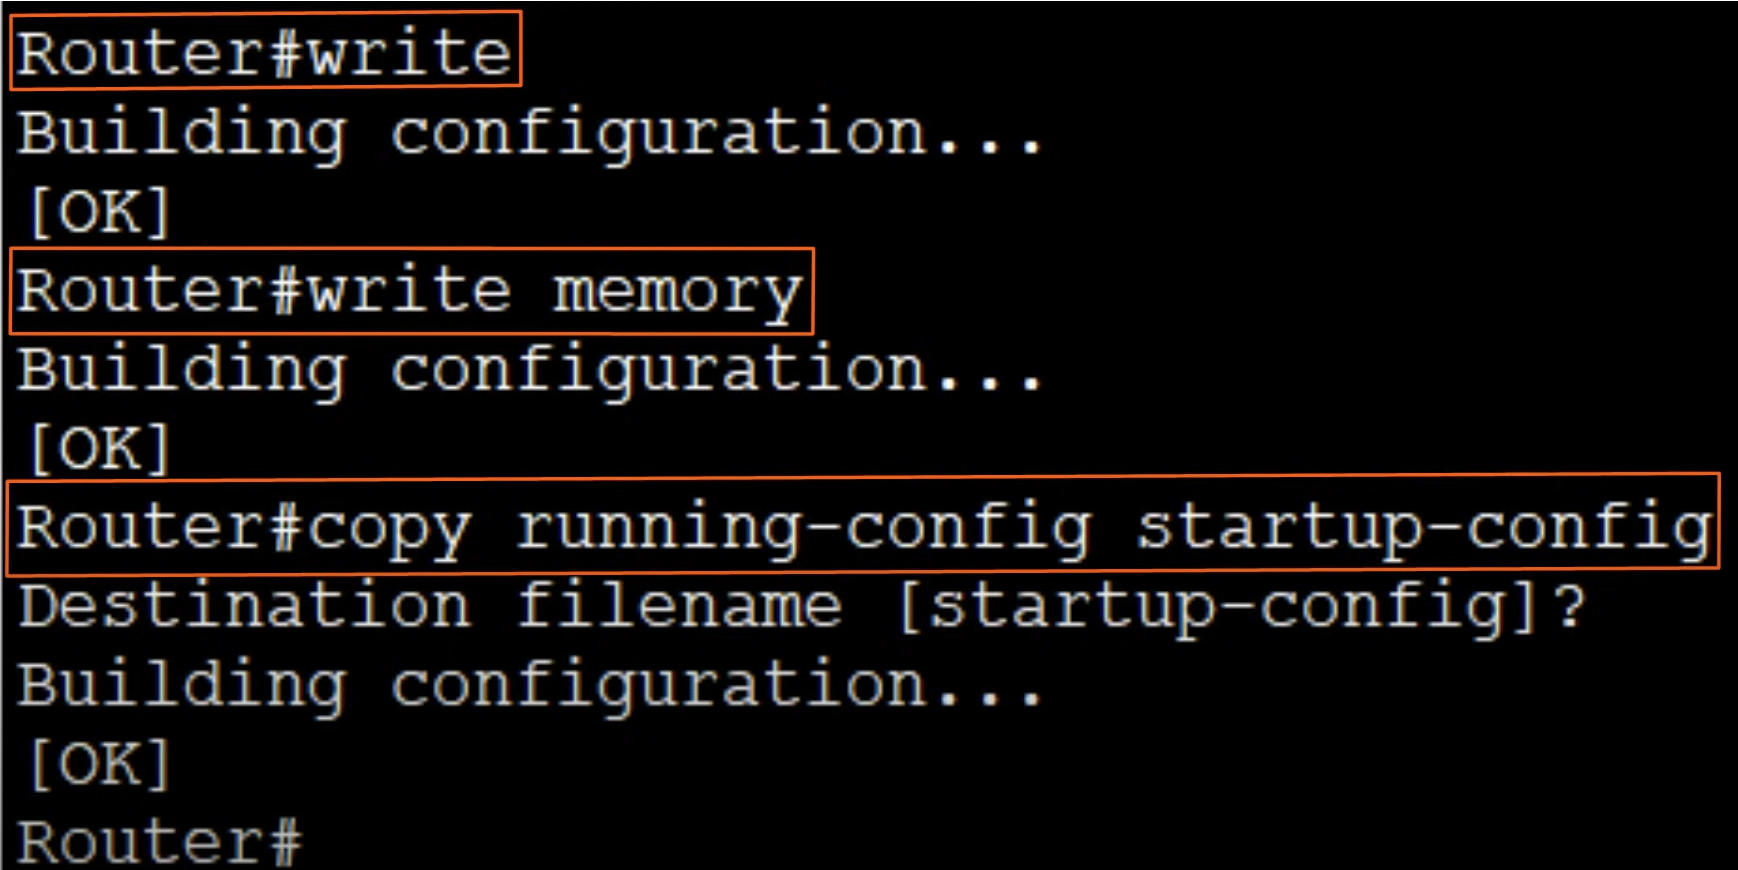 Router#write
Building configuration...
[OK]
Router#write memory
Building configuration...
[OK]
Router#copy running-config startup-config
Destination filename [startup-config]?
Building configuration...
[OK]
Router#